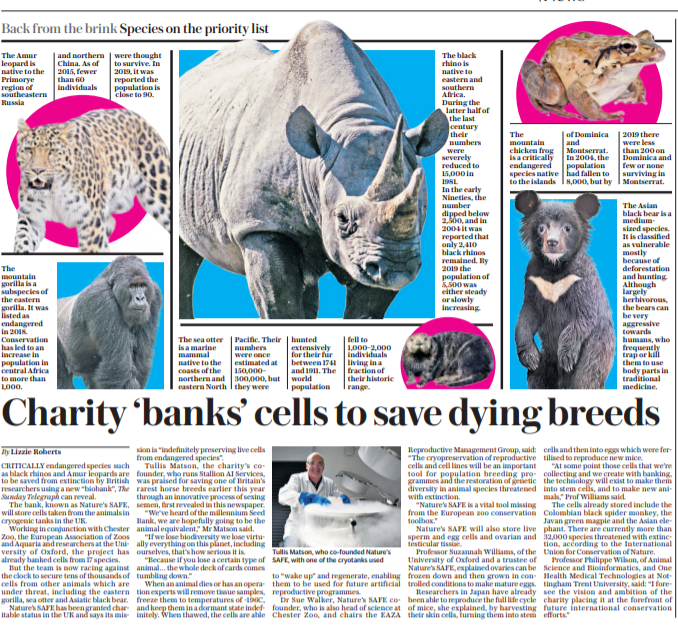 Back from the brink Species on the priority list
The Amur
leopard is
native to the
Primorye
region of
southeastern
Russia
and northern
China. As of
2015, fewer
than 60
individuals
were thought
to survive. In
2019, it was
reported the
population is
close to 90.
The
mountain
gorilla is a
subspecies of
the eastern
gorilla. It was
listed as
endangered
in 2018.
Conservation
has led to an
increase in
population in
central Africa
to more than
1,000.
The black
rhino is
native to
eastern and
southern
Africa.
During the
latter half of
the last
century
their
numbers
were
severely
reduced to
15,000 in
1981.
In the early
Nineties, the
number
dipped below
2,500, and in
2004 it was
reported that
only 2,410
black rhinos
remained. By
2019 the
population of
5,500 was
either steady
or slowly
increasing.
The sea otter
is a marine
mammal
native to the
coasts of the
northern and
eastern North
Pacific. Their
numbers were
once
estimated at
150,000-
300,000, but
they were
hunted
extensively
for their fur
between 1741
and 1911. The
world
population
fell to
1,000-2,000
individuals
living in a
fraction of
their historic
range.
The
mountain
chicken frog
is a critically
endangered
species native
to the islands
of Dominica
and
Montserrat.
In 2004, the
population
had fallen to
8,000, but by
2019 there
were less
than 200 on
Dominica and
few or none
surviving in
Montserrat.
The Asian
black bear is a
medium-
sized species.
It is classified
as vulnerable
mostly
because of
deforestation
and hunting.
Although
largely
herbivorous,
the bears can
be very
aggressive
towards
humans, who
frequently
trap or kill
them to use
body parts in
traditional
medicine.
Charity ‘banks’ cells to save dying breeds
By Lizzie Roberts
CRITICALLY endangered species such
as black rhinos and Amur leopards are
to be saved from extinction by British
researchers using a new “biobank”, The
Sunday Telegraph can reveal.
The bank, known as Nature’s SAFE,
will store cells taken from the animals in
cryogenic tanks in the UK.
Working in conjunction with Chester
Zoo, the European Association of Zoos
and Aquaria and researchers at the Uni-
versity of Oxford, the project has
already banked cells from 17 species.
But the team is now racing against
the clock to secure tens of thousands of
cells from other animals which are
under threat, including the eastern
gorilla, sea otter and Asiatic black bear.
Nature’s SAFE has been granted char-
itable status in the UK and says its mis-
sion is “indefinitely preserving live cells
from endangered species”.
Tullis Matson, the charity’s co-
founder, who runs Stallion AI Services,
was praised for saving one of Britain’s
rarest horse breeds earlier this year
through an innovative process of sexing
semen, first revealed in this newspaper.
“We’ve heard of the millennium Seed
Bank, we are hopefully going to be the
animal equivalent,” Mr Matson said.
“If we lose biodiversity we lose virtu-
ally everything on this planet, including
ourselves, that’s how serious it is.
“Because if you lose a certain type of
animal... the whole deck of cards comes
tumbling down.”
When an animal dies or has an opera-
tion experts will remove tissue samples,
freeze them to temperatures of -196C,
and keep them in a dormant state indef-
initely. When thawed, the cells are able
Tullis Matson, who co-founded Nature’s
SAFE, with one of the cryotanks used
to “wake up” and regenerate, enabling
them to be used for future artificial
reproductive programmes.
Dr Sue Walker, Nature’s SAFE co-
founder, who is also head of science at
Chester Zoo, and chairs the EAZA
Reproductive Management Group, said:
“The cryopreservation of reproductive
cells and cell lines will be an important
tool for population breeding pro-
grammes and the restoration of genetic
diversity in animal species threatened
with extinction.
“Nature’s SAFE is a vital tool missing
from the European zoo conservation
toolbox.”
Nature’s SAFE will also store live
sperm and egg cells and ovarian and
testicular tissue.
Professor Suzannah Williams, of the
University of Oxford and a trustee of
Nature’s SAFE, explained ovaries can be
frozen down and then grown in con-
trolled conditions to make mature eggs.
Researchers in Japan have already
been able to reproduce the full life cycle
of mice, she explained, by harvesting
their skin cells, turning them into stem
cells and then into eggs which were fer-
tilised to reproduce new mice.
“At some point those cells that we’re
collecting and we create with banking,
the technology will exist to make them
into stem cells, and to make new ani-
mals,” Prof Williams said.
The cells already stored include the
Colombian black spider monkey, the
Javan green magpie and the Asian ele-
phant. There are currently more than
32,000 species threatened with extinc-
tion, according to the International
Union for Conservation of Nature.
Professor Philippe Wilson, of Animal
Science and Bioinformatics, and One
Health Medical Technologies at Not-
tingham Trent University, said: “I fore-
see the vision and ambition of the
charity placing it at the forefront of
future international conservation
efforts.”